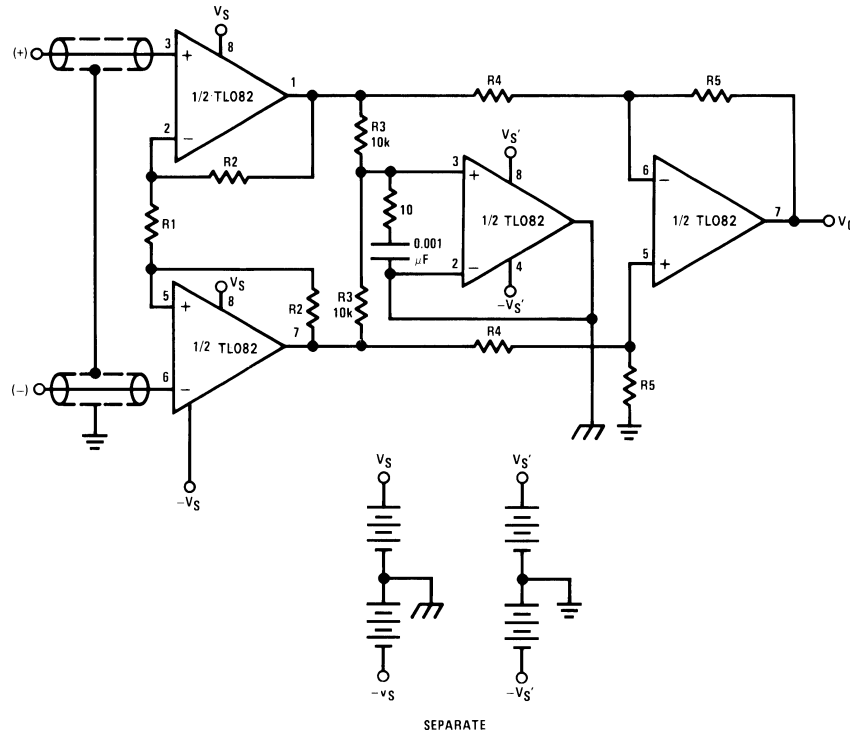 VS
8
(+)
3
+
1/2 TL082
1
2
−
R2
R1
R3
10k
R4
R5
VS'
3
+
8
10
1/2 TL082
0.001
μF
2
−
4
−VS'
6
−
1/2 TL082
7
5
+
VS
8
5
+
R2
R3
10k
1/2 TL082
7
R4
R5
(−)
6
−
−VS
VS
VS'
−VS
−VS'
SEPARATE